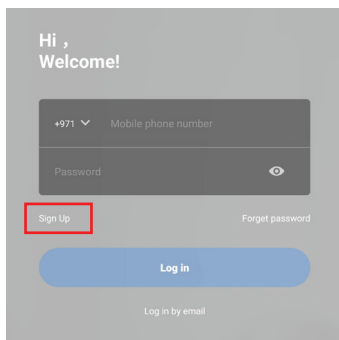 Hi ,
Welcome!
+971 Mobile phone number
Password
Sign Up Forget password
Log in
Log in by email